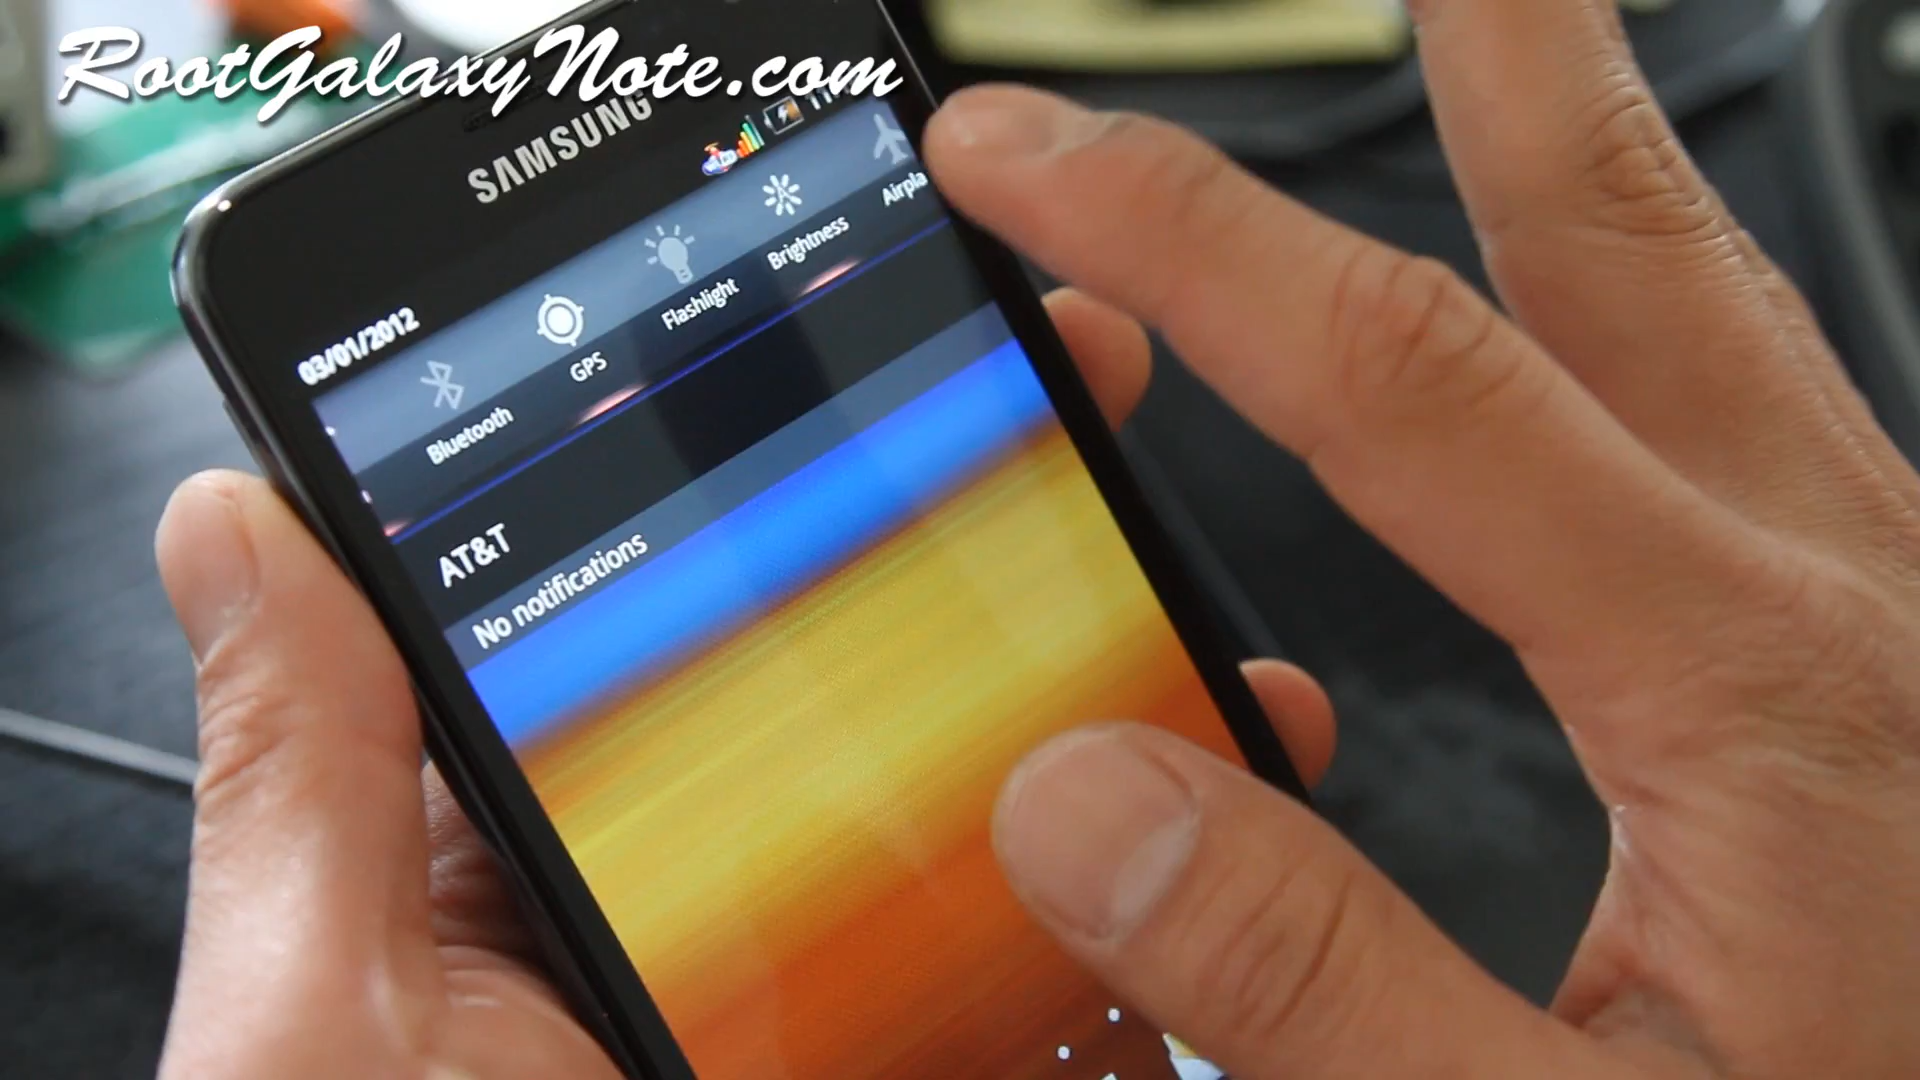 RootGalaxyNote.com
SAMSUNG
03/01/2012
Bluetooth
GPS
Flashlight
Brightness
Airpla
AT&T
No notifications